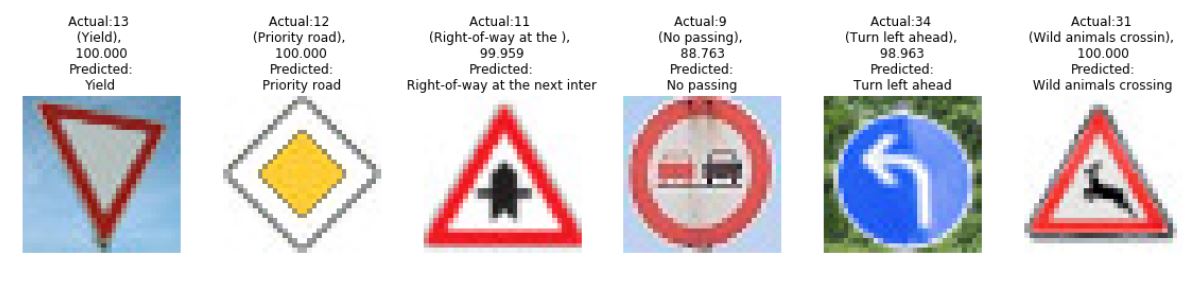 Actual:13
(Yield),
100.000
Predicted:
Yield
Actual:12
(Priority road),
100.000
Predicted:
Priority road
Actual:11
(Right-of-way at the ),
99.959
Predicted:
Right-of-way at the next inter
Actual:9
(No passing),
88.763
Predicted:
No passing
Actual:34
(Turn left ahead),
98.963
Predicted:
Turn left ahead
Actual:31
(Wild animals crossin),
100.000
Predicted:
Wild animals crossing